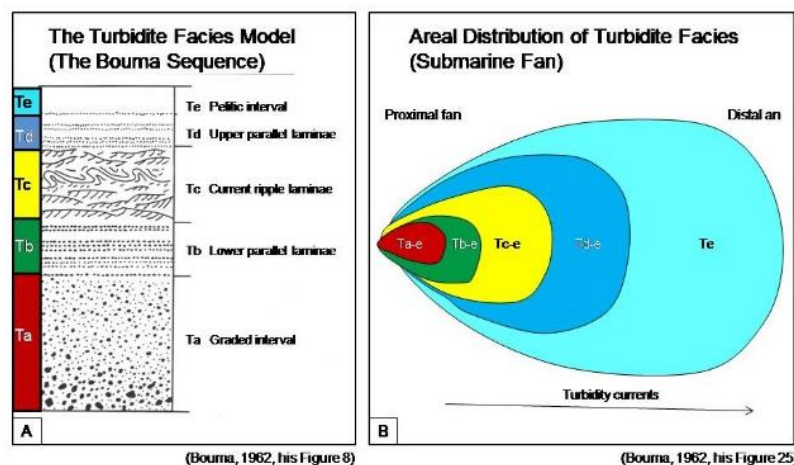 The Turbidite Facies Model
(The Bouma Sequence)
Te
Te Pelitic interval
Td
Td Upper parallel laminae
Tc
Tc Current ripple laminae
Tb
Tb Lower parallel laminae
Ta
Ta Graded interval
A
(Bouma, 1962, his Figure 8)
Areal Distribution of Turbidite Facies
(Submarine Fan)
Proximal fan
Distal an
Ta-e
Tb-e
Tc-e
Td-e
Te
Turbidity currents
B
(Bouma, 1962, his Figure 25)